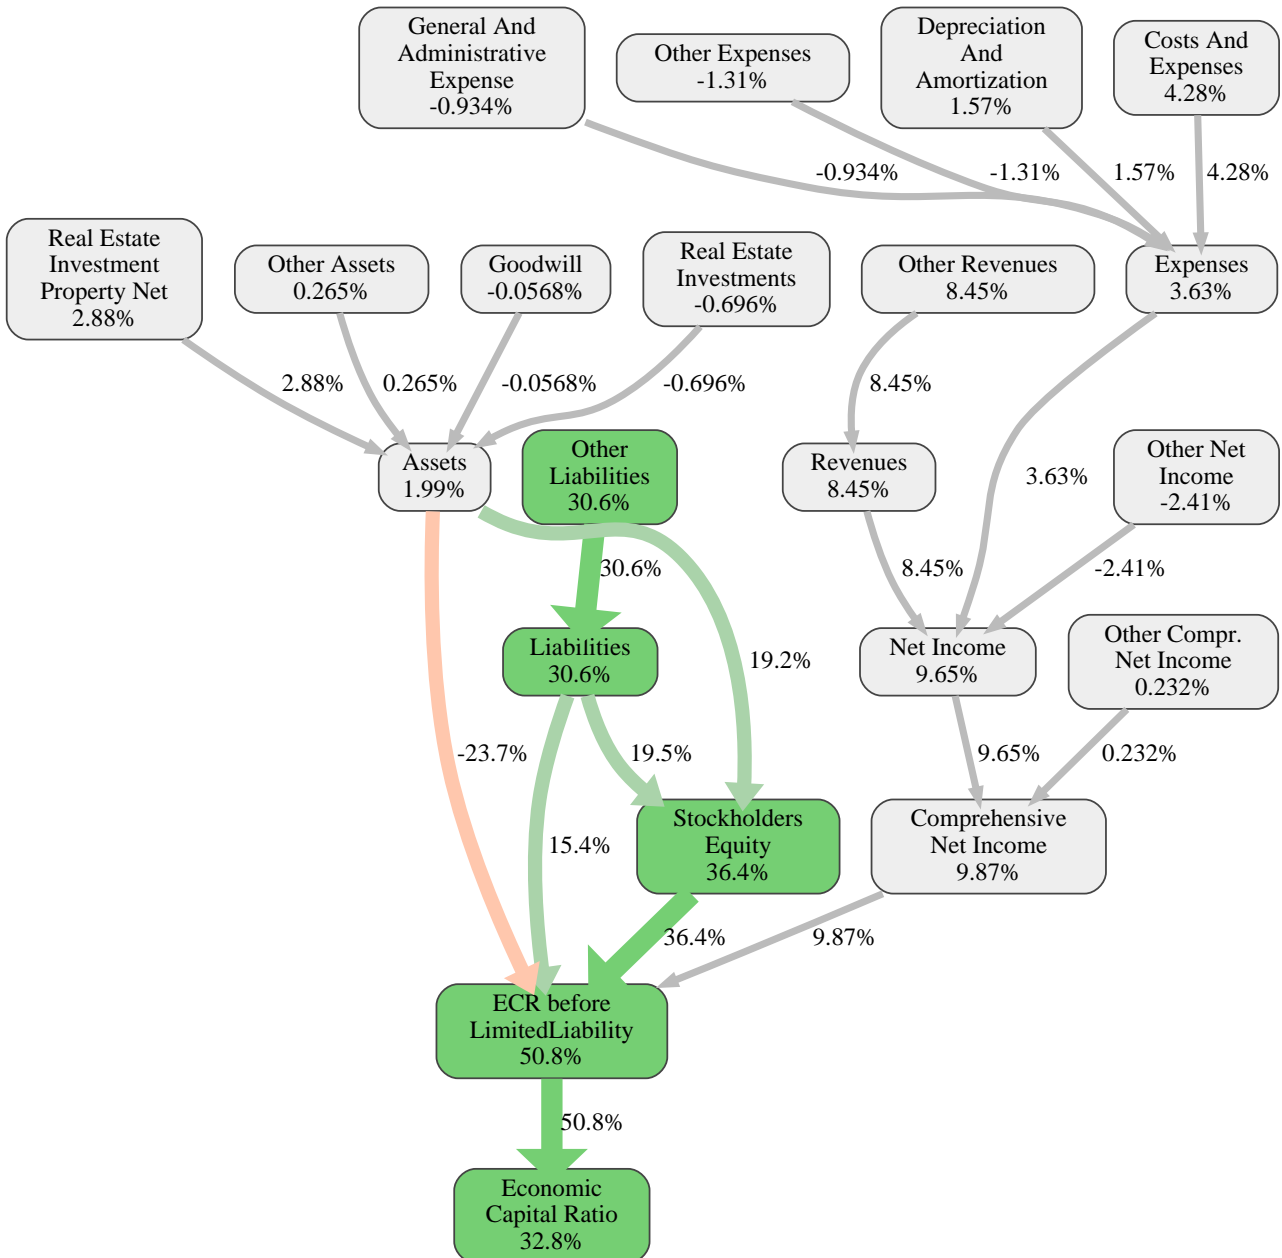 General And
Administrative
Expense
-0.934%
Other Expenses
-1.31%
Depreciation
And
Amortization
1.57%
Costs And
Expenses
4.28%
-0.934%
-1.31%
1.57%
4.28%
Real Estate
Investment
Property Net
2.88%
Other Assets
0.265%
Goodwill
-0.0568%
Real Estate
Investments
-0.696%
Other Revenues
8.45%
Expenses
3.63%
2.88%
0.265%
-0.0568%
-0.696%
8.45%
Assets
1.99%
Other
Liabilities
30.6%
Revenues
8.45%
3.63%
Other Net
Income
-2.41%
30.6%
8.45%
-2.41%
Liabilities
30.6%
19.2%
Net Income
9.65%
Other Compr.
Net Income
0.232%
-23.7%
19.5%
9.65%
0.232%
15.4%
Stockholders
Equity
36.4%
Comprehensive
Net Income
9.87%
36.4%
9.87%
ECR before
LimitedLiability
50.8%
50.8%
Economic
Capital Ratio
32.8%